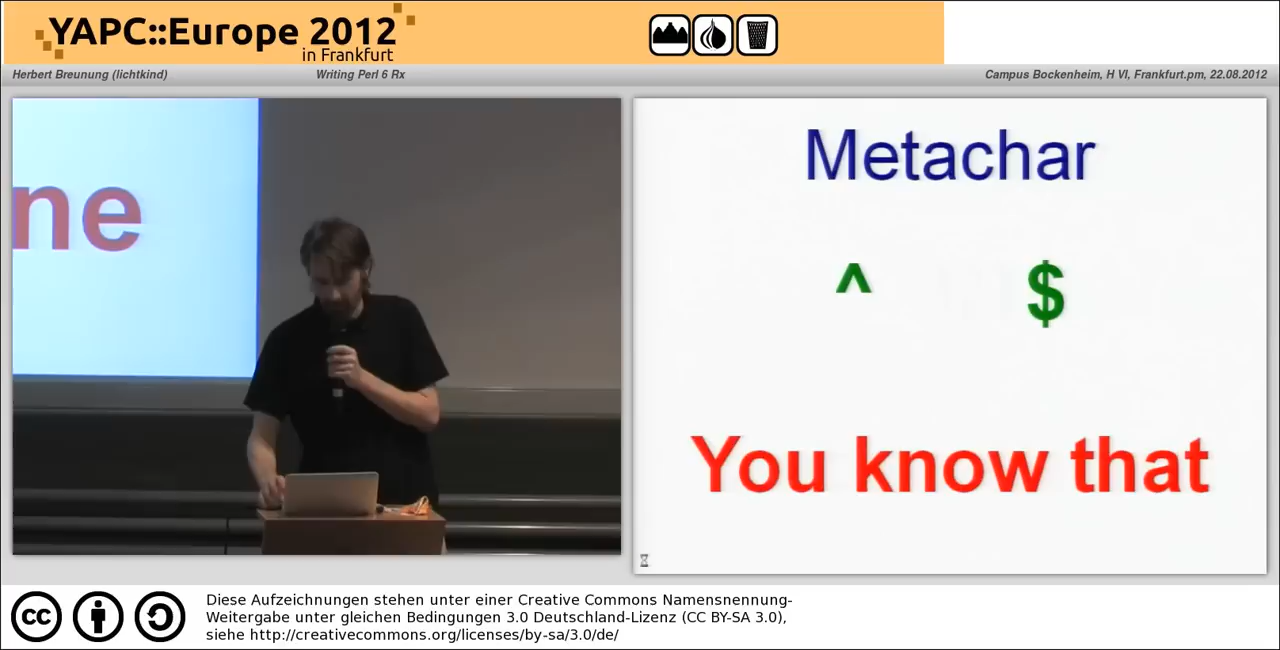 YAPC::Europe 2012
in Frankfurt
Herbert Breunung (lichtkind)
Writing Perl 6 Rx
Campus Bockenheim, H VI, Frankfurt.pm, 22.08.2012
ne
Metachar
^ $
You know that
cc
Diese Aufzeichnungen stehen unter einer Creative Commons Namensnennung-
Weitergabe unter gleichen Bedingungen 3.0 Deutschland-Lizenz (CC BY-SA 3.0),
siehe http://creativecommons.org/licenses/by-sa/3.0/de/